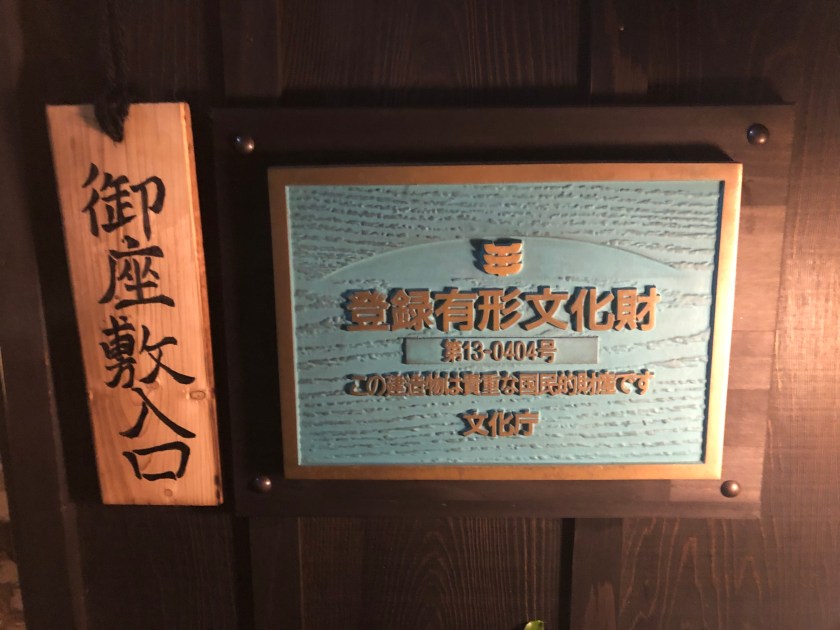 御座敷入口
登録有形文化財
第13-0404号
この建造物は貴重な国民的財産です
文化庁